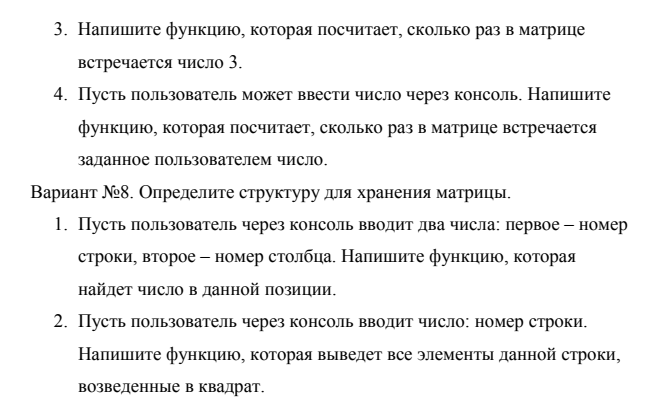 3. Напишите функцию, которая посчитает, сколько раз в матрице
встречается число 3.
4. Пусть пользователь может ввести число через консоль. Напишите
функцию, которая посчитает, сколько раз в матрице встречается
заданное пользователем число.
Вариант №8. Определите структуру для хранения матрицы.
1. Пусть пользователь через консоль вводит два числа: первое – номер
строки, второе – номер столбца. Напишите функцию, которая
найдет число в данной позиции.
2. Пусть пользователь через консоль вводит число: номер строки.
Напишите функцию, которая выведет все элементы данной строки,
возведенные в квадрат.